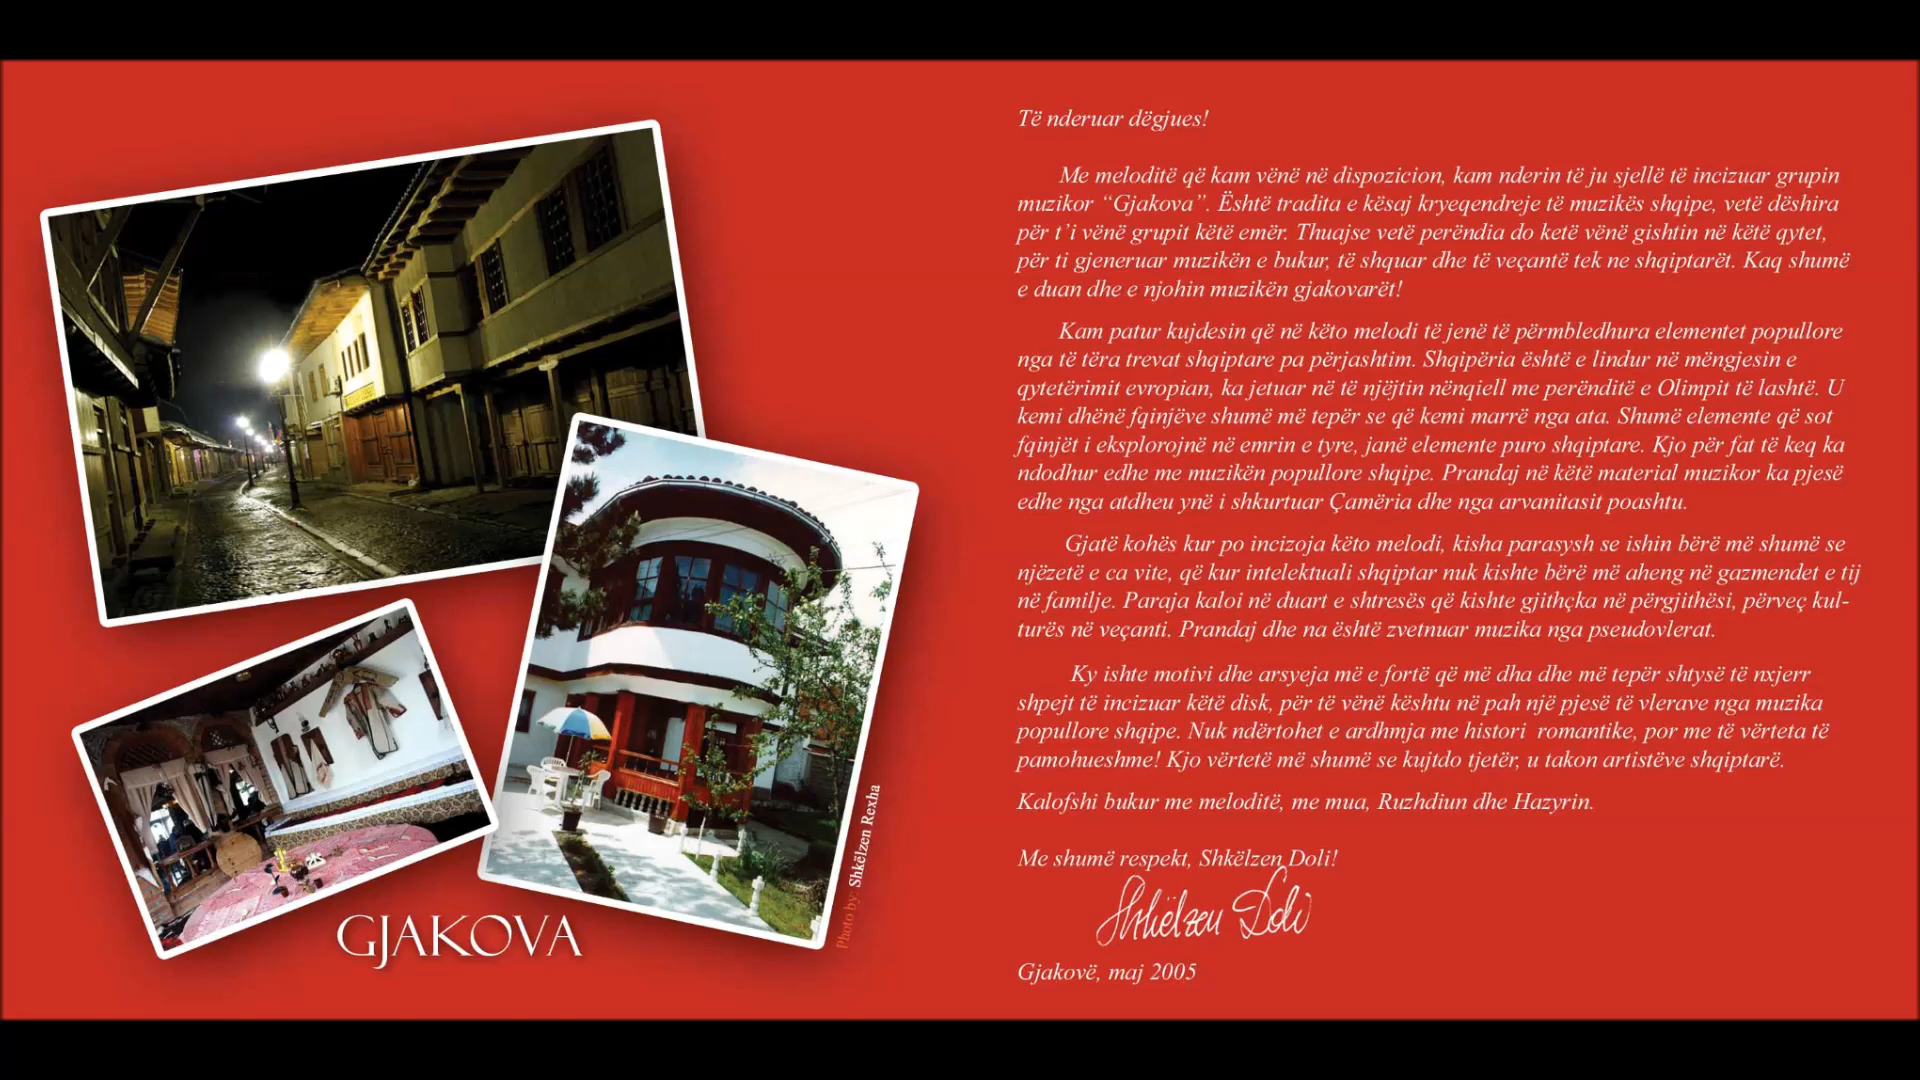 GJAKOVA
Photo by: Shkëlzen Rexha
Të nderuar dëgjues!
Me meloditë që kam vënë në dispozicion, kam nderin të ju sjellë të incizuar grupin
muzikor “Gjakova”. Është tradita e kësaj kryeqendreje të muzikës shqipe, vetë dëshira
për t’i vënë grupit këtë emër. Thuajse vetë perëndia do ketë vënë gishtin në këtë qytet,
për ti gjeneruar muzikën e bukur, të shquar dhe të veçantë tek ne shqiptarët. Kaq shumë
e duan dhe e njohin muzikën gjakovarët!
Kam patur kujdesin që në këto melodi të jenë të përmbledhura elementet popullore
nga të tëra trevat shqiptare pa përjashtim. Shqipëria është e lindur në mëngjesin e
qytetërimit evropian, ka jetuar në të njëjtin nënqiell me perënditë e Olimpit të lashtë. U
kemi dhënë fqinjëve shumë më tepër se që kemi marrë nga ata. Shumë elemente që sot
fqinjët i eksplorojnë në emrin e tyre, janë elemente puro shqiptare. Kjo për fat të keq ka
ndodhur edhe me muzikën popullore shqipe. Prandaj në këtë material muzikor ka pjesë
edhe nga atdheu ynë i shkurtuar Çamëria dhe nga arvanitasit poashtu.
Gjatë kohës kur po incizoja këto melodi, kisha parasysh se ishin bërë më shumë se
njëzetë e ca vite, që kur intelektuali shqiptar nuk kishte bërë më aheng në gazmendet e tij
në familje. Paraja kaloi në duart e shtresës që kishte gjithçka në përgjithësi, përveç kul-
turës në veçanti. Prandaj dhe na është zvetnuar muzika nga pseudovlerat.
Ky ishte motivi dhe arsyeja më e fortë që më dha dhe më tepër shtysë të nxjerr
shpejt të incizuar këtë disk, për të vënë kështu në pah një pjesë të vlerave nga muzika
popullore shqipe. Nuk ndërtohet e ardhmja me histori romantike, por me të vërteta të
pamohueshme! Kjo vërtetë më shumë se kujtdo tjetër, u takon artistëve shqiptarë.
Kalofshi bukur me meloditë, me mua, Ruzhdiun dhe Hazyrin.
Me shumë respekt, Shkëlzen Doli!
Shkëlzen Doli
Gjakovë, maj 2005